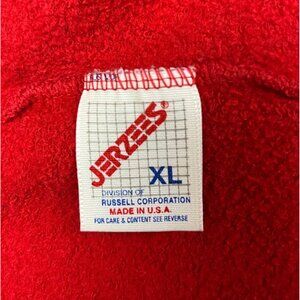 JERZEES®
XL
DIVISION OF
RUSSELL CORPORATION
MADE IN U.S.A.
FOR CARE & CONTENT SEE REVERSE